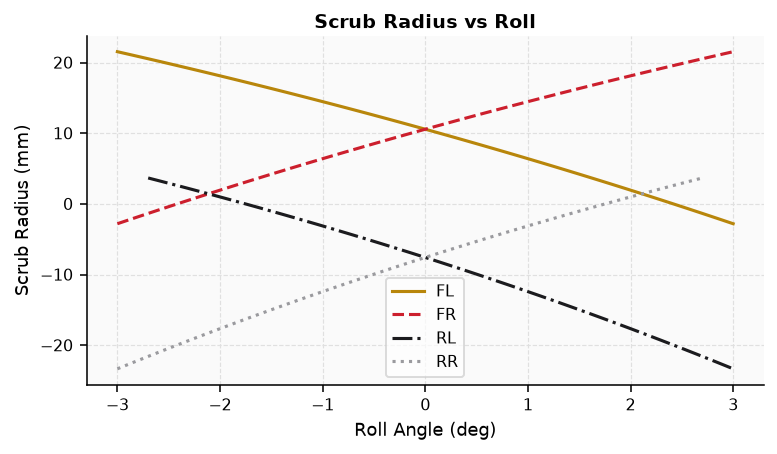 Scrub Radius vs Roll
Scrub Radius (mm)
20
10
0
−10
−20
FL
FR
RL
RR
−3
−2
−1
0
1
2
3
Roll Angle (deg)